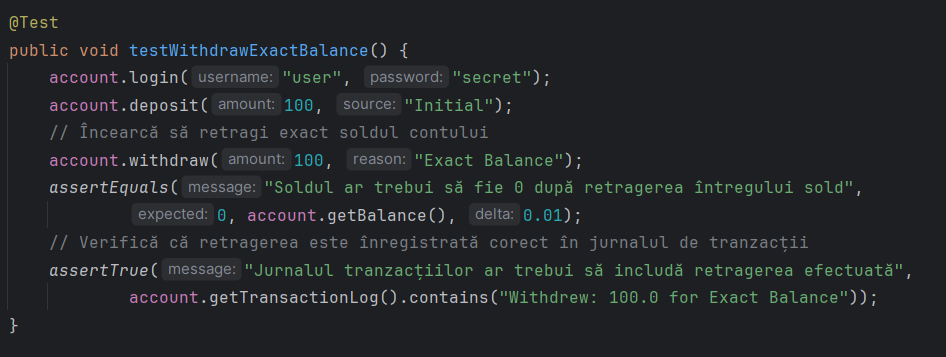 @Test
public void testWithdrawExactBalance() {
account.login( username: "user", password: "secret");
account.deposit( amount: 100, source: "Initial");
// Încearcă să retragi exact soldul contului
account.withdraw( amount: 100, reason: "Exact Balance");
assertEquals( message: "Soldul ar trebui să fie 0 după retragerea întregului sold",
expected: 0, account.getBalance(), delta: 0.01);
// Verifică că retragerea este înregistrată corect în jurnalul de tranzacții
assertTrue( message: "Jurnalul tranzacțiilor ar trebui să includă retragerea efectuată",
account.getTransactionLog().contains("Withdrew: 100.0 for Exact Balance"));
}